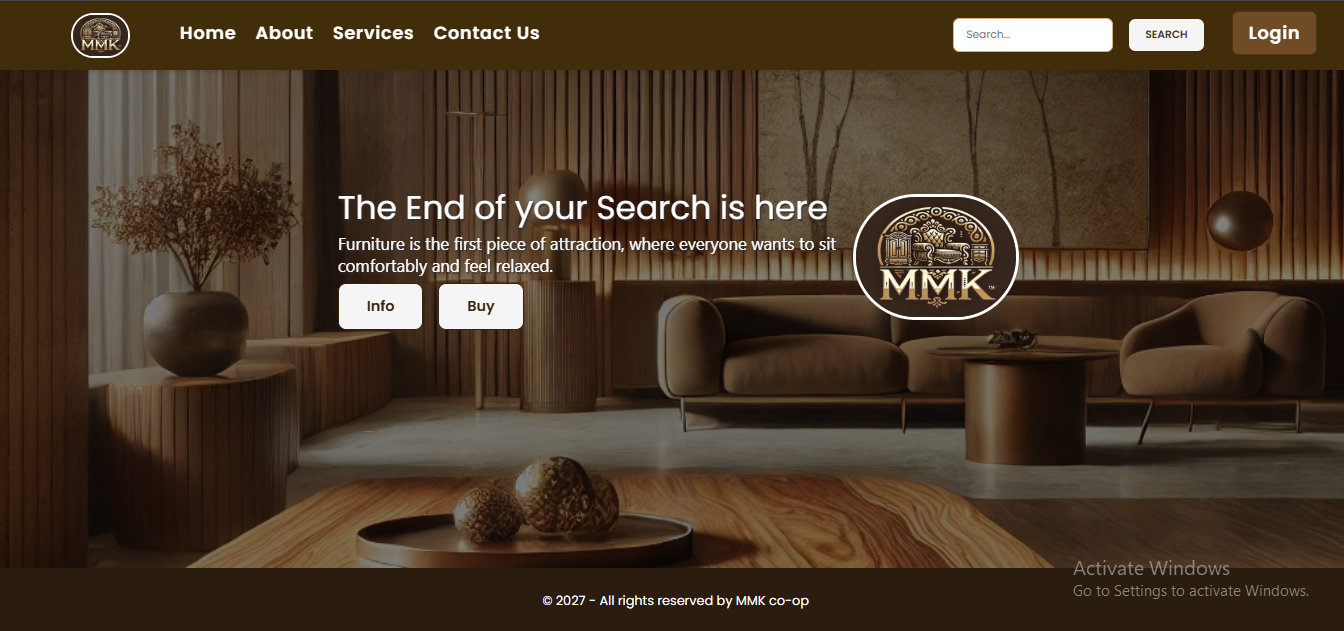 MMK
Home About Services Contact Us
Search...
SEARCH
Login
The End of your Search is here
Furniture is the first piece of attraction, where everyone wants to sit
comfortably and feel relaxed.
Info
Buy
MMK™
Activate Windows
Go to Settings to activate Windows.
© 2027 - All rights reserved by MMK co-op